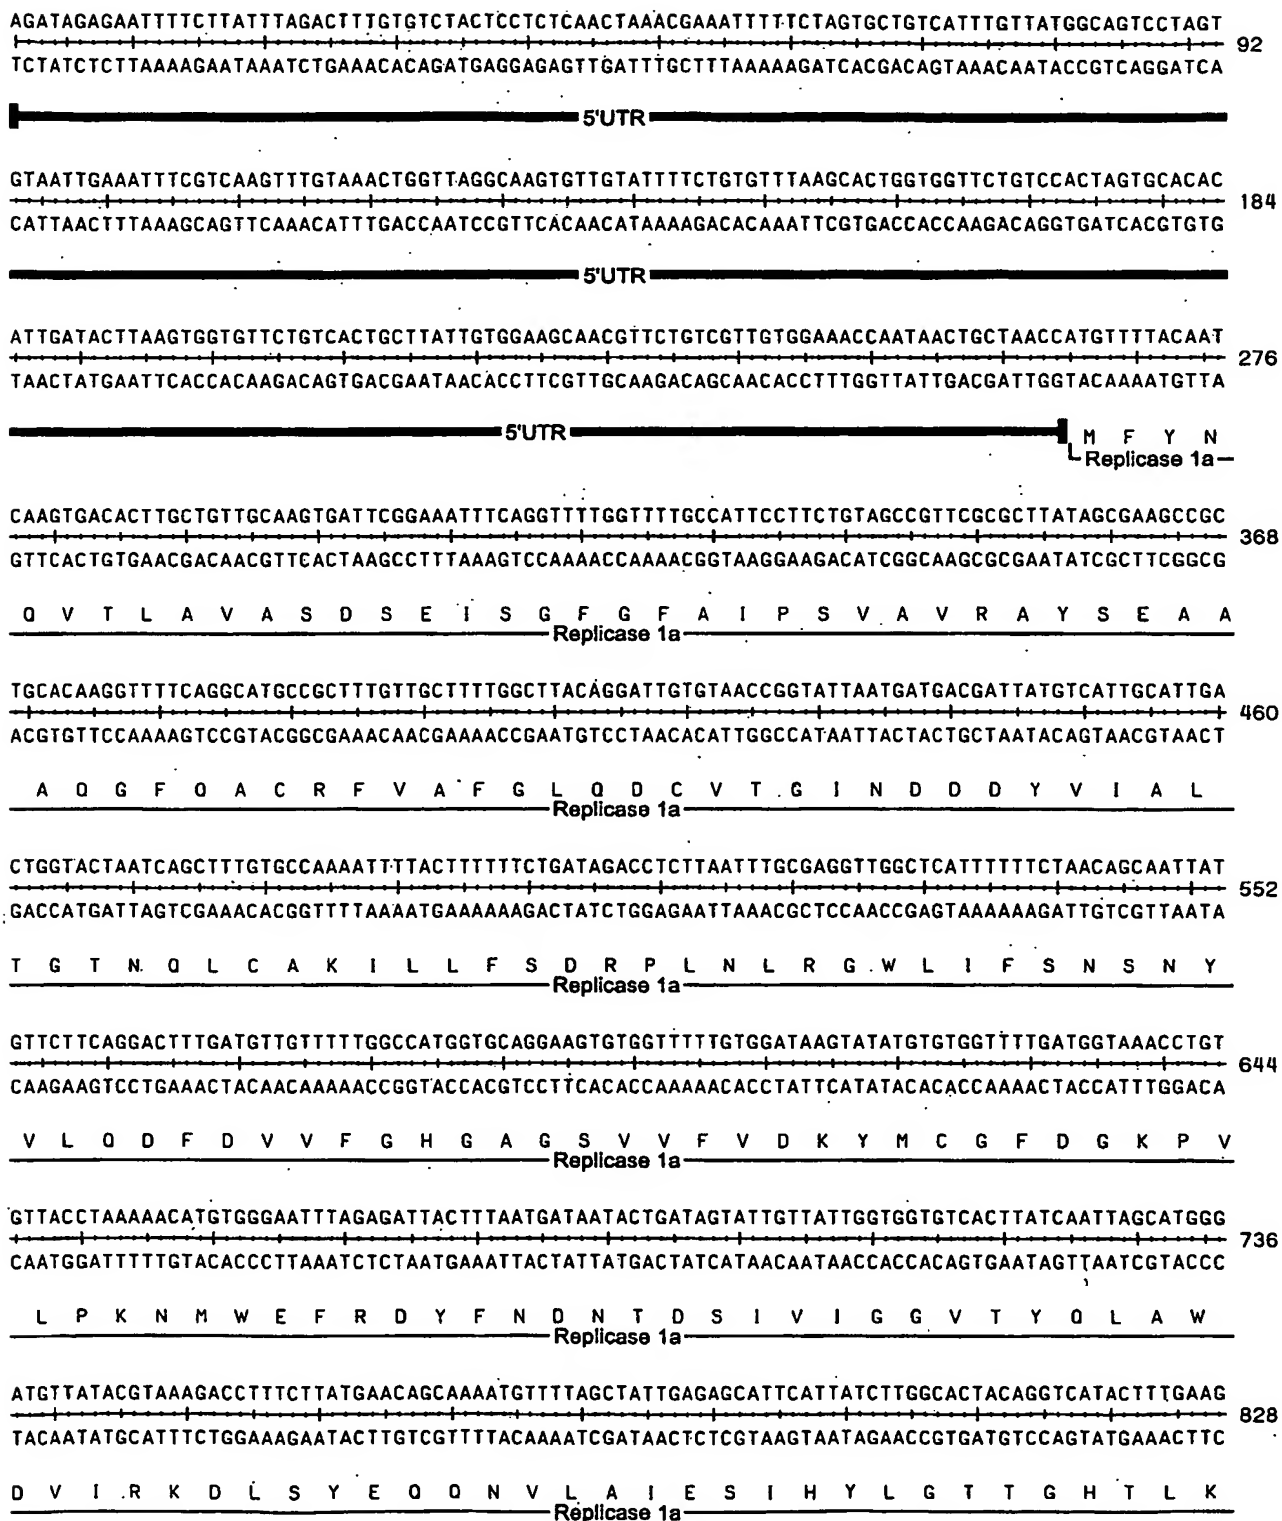 AGATAGAGAATTTTCTTATTTAGACTTTGTGTCTACTCCTCTCAACTAAACGAAATTTTTCTAGTGCTGTCATTTGTTATGGCAGTCCTAGT
92
TCTATCTCTTAAAAGAATAAATCTGAAACACAGATGAGGAGAGTTGATTTGCTTTAAAAAGATCACGACAGTAAACAATACCGTCAGGATCA
5'UTR
GTAATTGAAATTTCGTCAAGTTTGTAAACTGGTTAGGCAAGTGTTGTATTTTCTGTGTTTAAGCACTGGTGGTTCTGTCCACTAGTGCACAC
184
CATTAACTTTAAAGCAGTTCAAACATTTGACCAATCCGTTCACAACATAAAAGACACAAATTCGTGACCACCAAGACAGGTGATCACGTGTG
5'UTR
ATTGATACTTAAGTGGTGTTCTGTCACTGCTTATTGTGGAAGCAACGTTCTGTCGTTGTGGAAACCAATAACTGCTAACCATGTTTTACAAT
276
TAACTATGAATTCACCACAAGACAGTGACGAATAACACCTTCGTTGCAAGACAGCAACACCTTTGGTTATTGACGATTGGTACAAAATGTTA
5'UTR M F Y N
Replicase 1a
CAAGTGACACTTGCTGTTGCAAGTGATTCGGAAATTTCAGGTTTTGGTTTTGCCATTCCTTCTGTAGCCGTTCGCGCTTATAGCGAAGCCGC
368
GTTCACTGTGAACGACAACGTTCACTAAGCCTTTAAAGTCCAAAACCAAAACGGTAAGGAAGACATCGGCAAGCGCGAATATCGCTTCGGCG
Q V T L A V A S D S E I S G F G F A I P S V A V R A Y S E A A
Replicase 1a
TGCACAAGGTTTTCAGGCATGCCGCTTTGTTGCTTTTGGCTTACAGGATTGTGTAACCGGTATTAATGATGACGATTATGTCATTGCATTGA
460
ACGTGTTCCAAAAGTCCGTACGGCGAAACAACGAAAACCGAATGTCCTAACACATTGGCCATAATTACTACTGCTAATACAGTAACGTAACT
A Q G F Q A C R F V A F G L Q D C V T G I N D D D Y V I A L
Replicase 1a
CTGGTACTAATCAGCTTTGTGCCAAAATTTTACTTTTTTCTGATAGACCTCTTAATTTGCGAGGTTGGCTCATTTTTTCTAACAGCAATTAT
552
GACCATGATTAGTCGAAACACGGTTTTAAAATGAAAAAAGACTATCTGGAGAATTAAACGCTCCAACCGAGTAAAAAAGATTGTCGTTAATA
T G T N Q L C A K I L L F S D R P L N L R G W L I F S N S N Y
Replicase 1a
GTTCTTCAGGACTTTGATGTTGTTTTTGGCCATGGTGCAGGAAGTGTGGTTTTTGTGGATAAGTATATGTGTGGTTTTGATGGTAAACCTGT
644
CAAGAAGTCCTGAAACTACAACAAAAACCGGTACCACGTCCTTCACACCAAAAACACCTATTCATATACACACCAAAACTACCATTTGGACA
V L Q D F D V V F G H G A G S V V F V D K Y M C G F D G K P V
Replicase 1a
GTTACCTAAAAACATGTGGGAATTTAGAGATTACTTTAATGATAATACTGATAGTATTGTTATTGGTGGTGTCACTTATCAATTAGCATGGG
736
CAATGGATTTTTGTACACCCTTAAATCTCTAATGAAATTACTATTATGACTATCATAACAATAACCACCACAGTGAATAGTTAATCGTACCC
L P K N M W E F R D Y F N D N T D S I V I G G V T Y Q L A W
Replicase 1a
ATGTTATACGTAAAGACCTTTCTTATGAACAGCAAAATGTTTTAGCTATTGAGAGCATTCATTATCTTGGCACTACAGGTCATACTTTGAAG
828
TACAATATGCATTTCTGGAAAGAATACTTGTCGTTTTACAAAATCGATAACTCTCGTAAGTAATAGAACCGTGATGTCCAGTATGAAACTTC
D V I R K D L S Y E Q Q N V L A I E S I H Y L G T T G H T L K
Replicase 1a